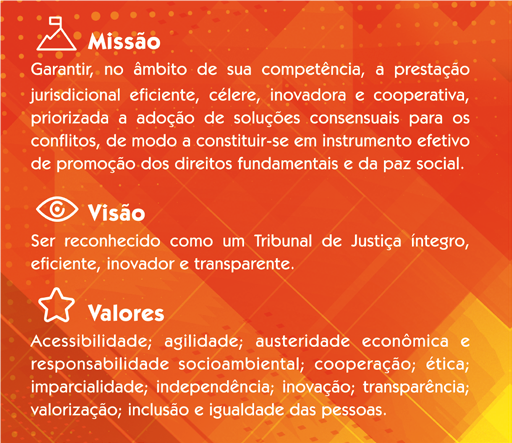 Missão
Garantir, no âmbito de sua competência, a prestação
jurisdicional eficiente, célere, inovadora e cooperativa,
priorizada a adoção de soluções consensuais para os
conflitos, de modo a constituir-se em instrumento efetivo
de promoção dos direitos fundamentais e da paz social.
Visão
Ser reconhecido como um Tribunal de Justiça íntegro,
eficiente, inovador e transparente.
Valores
Acessibilidade; agilidade; austeridade econômica e
responsabilidade socioambiental; cooperação; ética;
imparcialidade; independência; inovação; transparência;
valorização; inclusão e igualdade das pessoas.